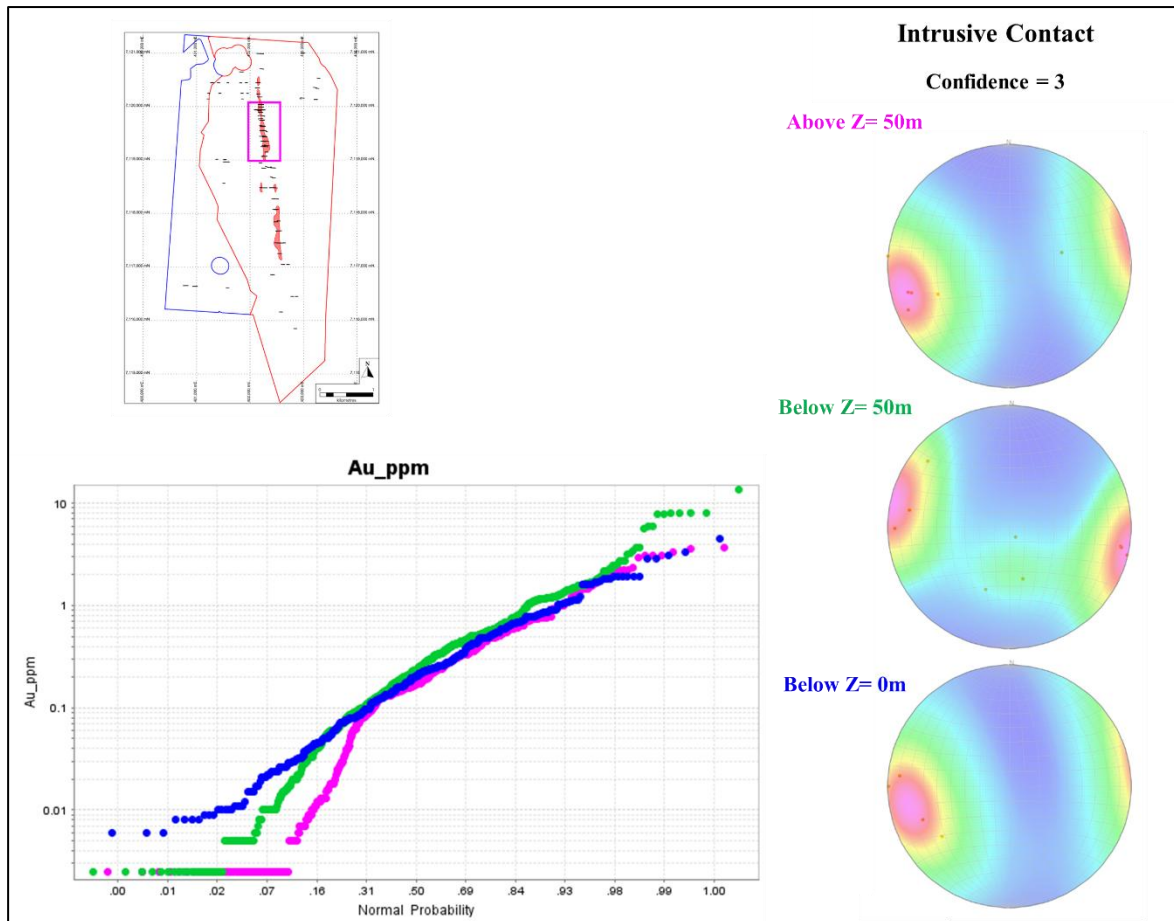 Intrusive Contact
Confidence = 3
Above Z= 50m
N
Below Z= 50m
N
Below Z= 0m
N
N
kilometres
Au_ppm
10
1
0.1
0.01
Au_ppm
.00 .01 .02 .07 .16 .31 .50 .69 .84 .93 .98 .99 1.00
Normal Probability